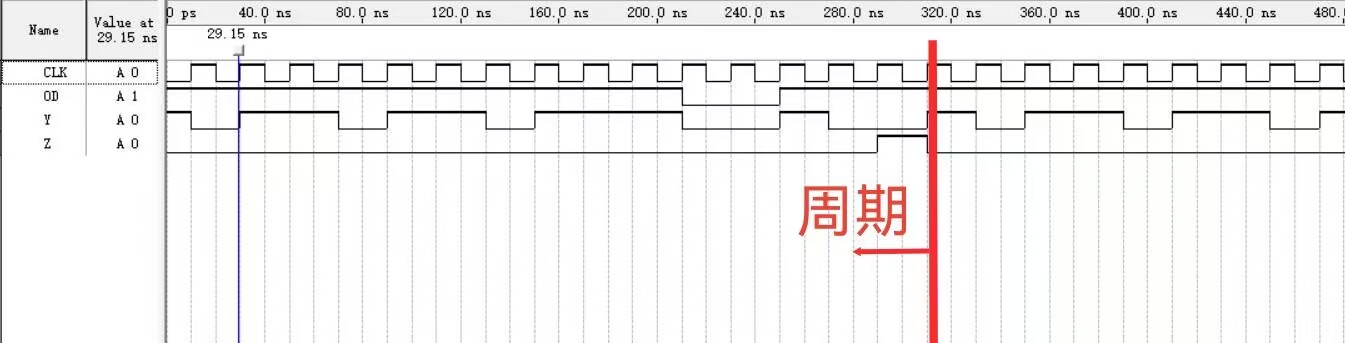 Name
Value at
29.15 ns
0 ps 40.0 ns 80.0 ns 120.0 ns 160.0 ns 200.0 ns 240.0 ns 280.0 ns 320.0 ns 360.0 ns 400.0 ns 440.0 ns 480.
29.15 ns
CLK A 0
OD A 1
Y A 0
Z A 0
周期